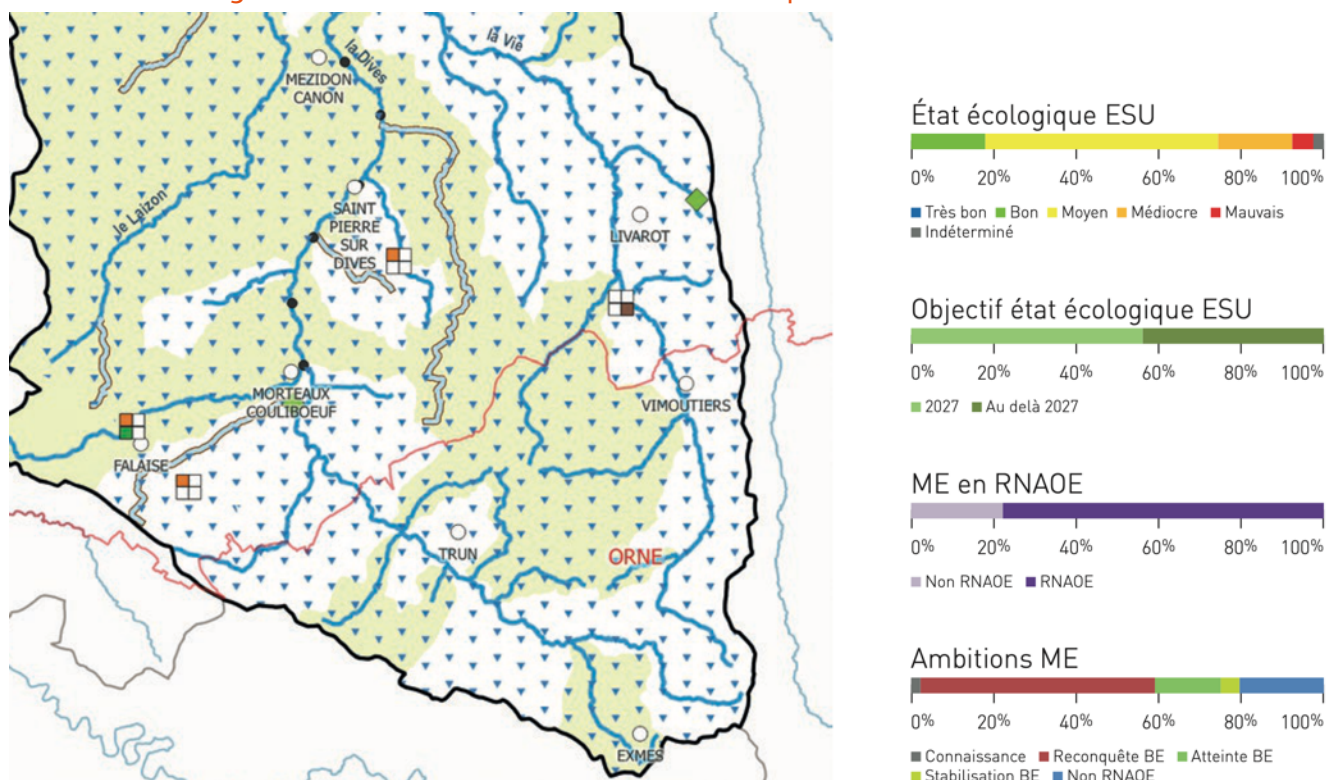 la Vie
la Dives
MEZIDON
CANON
le Laizon
SAINT
PIERRE
SUR
DIVES
LIVAROT
MORTEAUX
COULIBOEUF
VIMOUTIERS
FALAISE
TRUN
ORNE
EXMES
État écologique ESU
0% 20% 40% 60% 80% 100%
Très bon Bon Moyen Médiocre Mauvais
Indéterminé
Objectif état écologique ESU
0% 20% 40% 60% 80% 100%
2027 Au delà 2027
ME en RNAOE
0% 20% 40% 60% 80% 100%
Non RNAOE RNAOE
Ambitions ME
0% 20% 40% 60% 80% 100%
Connaissance Reconquête BE Atteinte BE
Stabilisation BE Non RNAOE